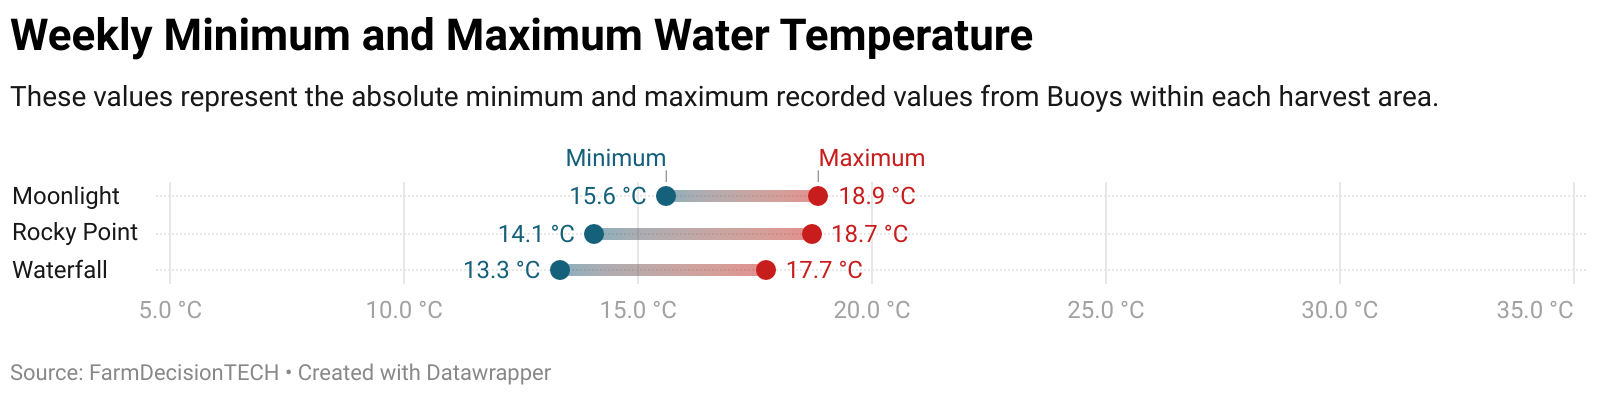 Weekly Minimum and Maximum Water Temperature
These values represent the absolute minimum and maximum recorded values from Buoys within each harvest area.
Minimum Maximum
Moonlight 15.6 °C 18.9 °C
Rocky Point 14.1 °C 18.7 °C
Waterfall 13.3 °C 17.7 °C
5.0 °C 10.0 °C 15.0 °C 20.0 °C 25.0 °C 30.0 °C 35.0 °C
Source: FarmDecisionTECH • Created with Datawrapper